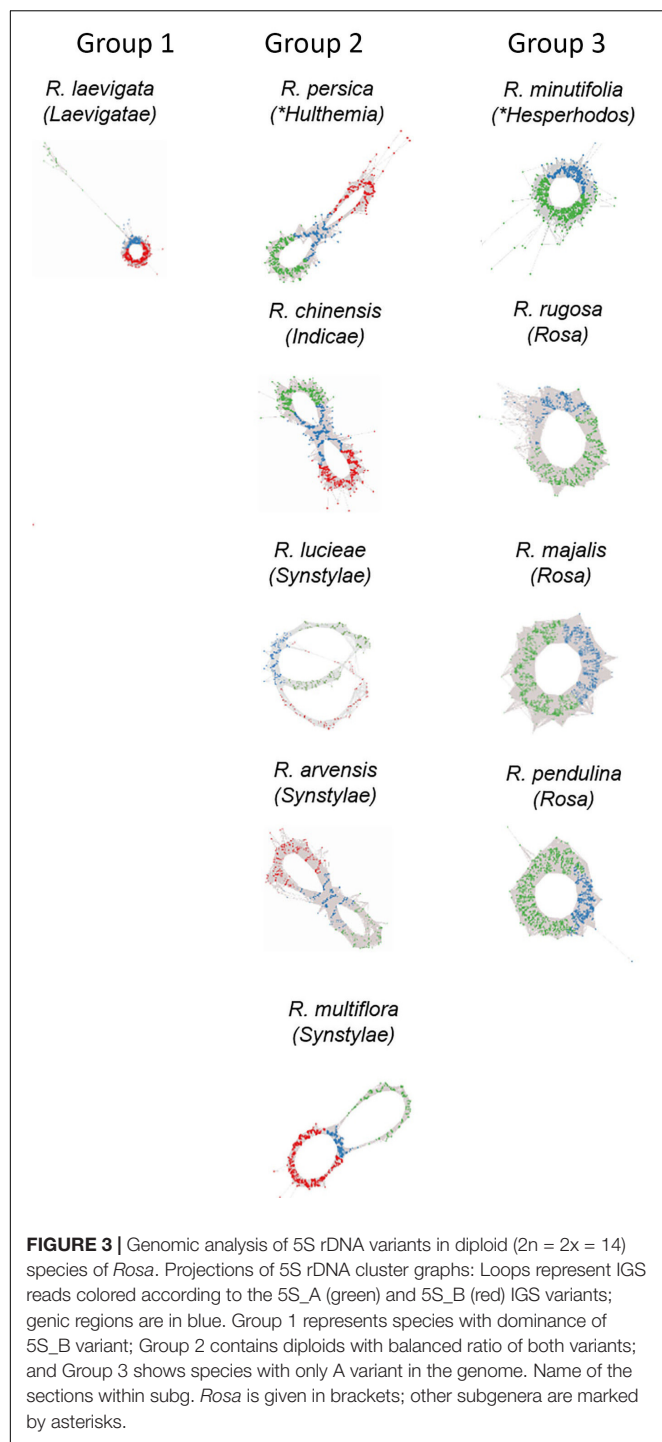 Group 1 Group 2 Group 3
R. laevigata R. persica R. minutifolia
(Laevigatae) (*Hulthemia) (*Hesperhodos)
R. chinensis R. rugosa
(Indicae) (Rosa)
R. lucieae R. majalis
(Synstylae) (Rosa)
R. arvensis R. pendulina
(Synstylae) (Rosa)
R. multiflora
(Synstylae)
FIGURE 3 | Genomic analysis of 5S rDNA variants in diploid (2n = 2x = 14)
species of Rosa. Projections of 5S rDNA cluster graphs: Loops represent IGS
reads colored according to the 5S_A (green) and 5S_B (red) IGS variants;
genic regions are in blue. Group 1 represents species with dominance of
5S_B variant; Group 2 contains diploids with balanced ratio of both variants;
and Group 3 shows species with only A variant in the genome. Name of the
sections within subg. Rosa is given in brackets; other subgenera are marked
by asterisks.